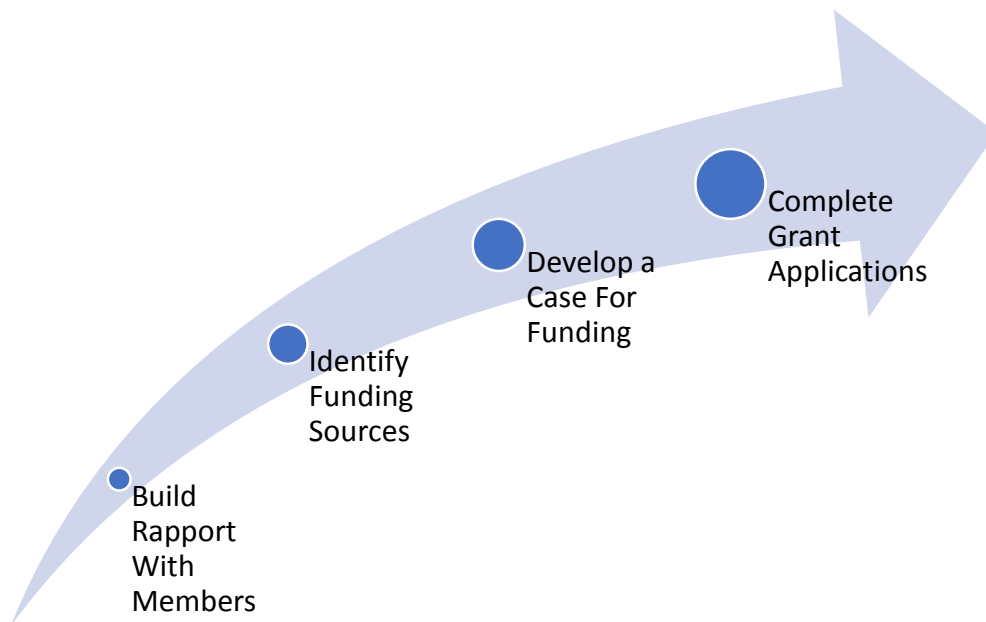 Build
Rapport
With
Members
Identify
Funding
Sources
Develop a
Case For
Funding
Complete
Grant
Applications